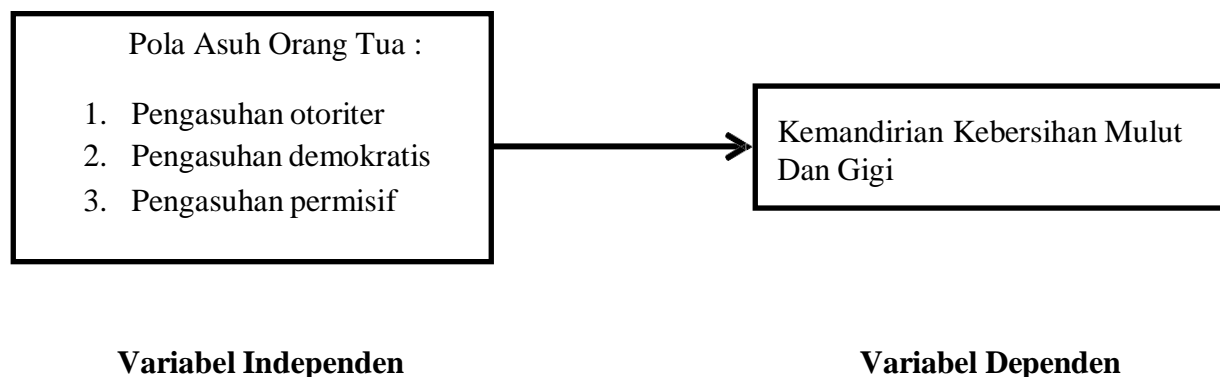 Pola Asuh Orang Tua :
1. Pengasuhan otoriter
2. Pengasuhan demokratis
3. Pengasuhan permisif
Kemandirian Kebersihan Mulut
Dan Gigi
Variabel Independen
Variabel Dependen